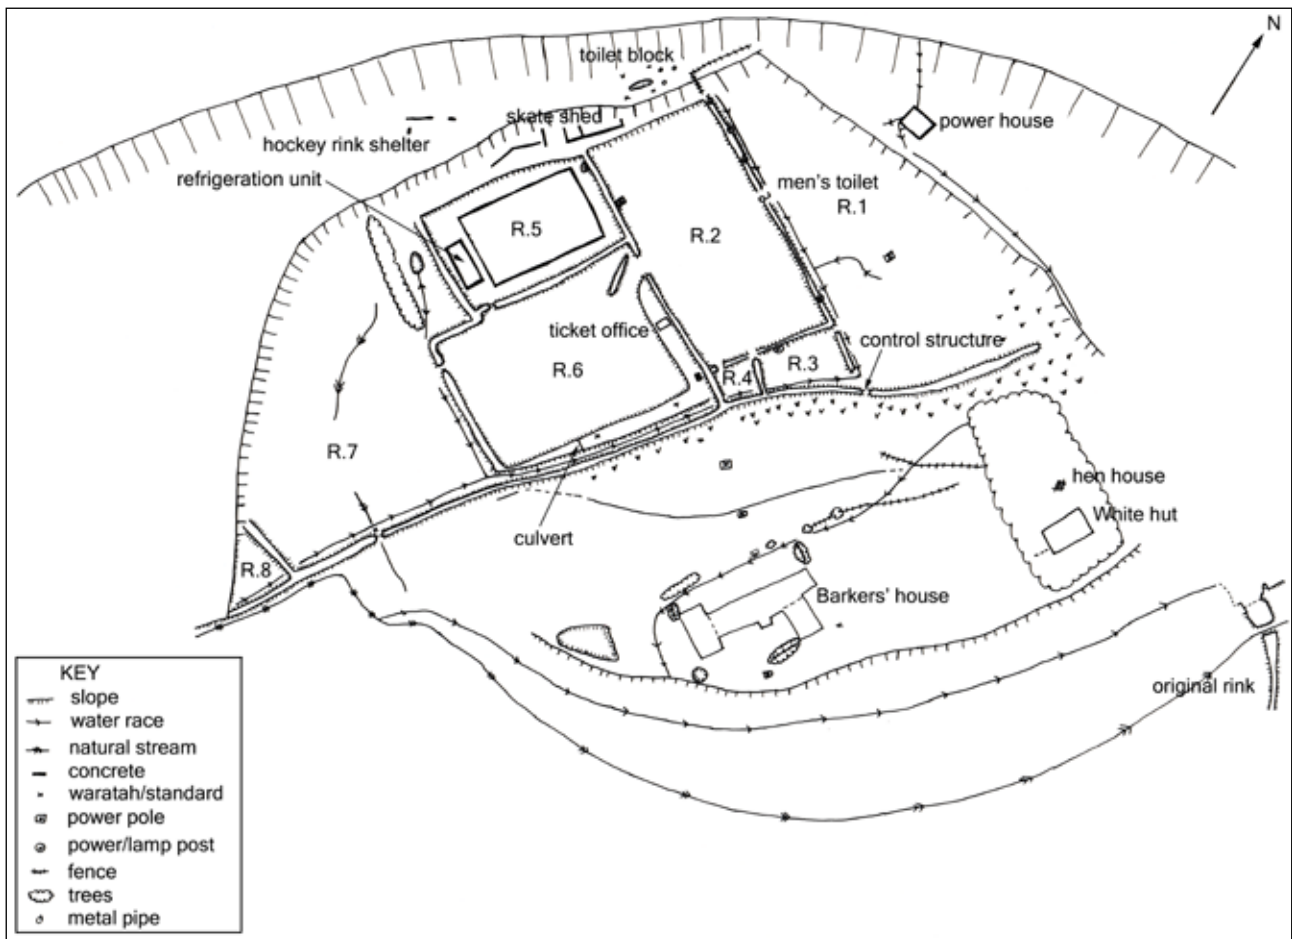 N
toilet block
skate shed
power house
hockey rink shelter
refrigeration unit
men's toilet
R.1
R.5
R.2
ticket office
control structure
R.6
R.4
R.3
R.7
hen house
White hut
culvert
R.8
Barkers' house
original rink
KEY
slope
water race
natural stream
concrete
waratah/standard
power pole
power/lamp post
fence
trees
metal pipe